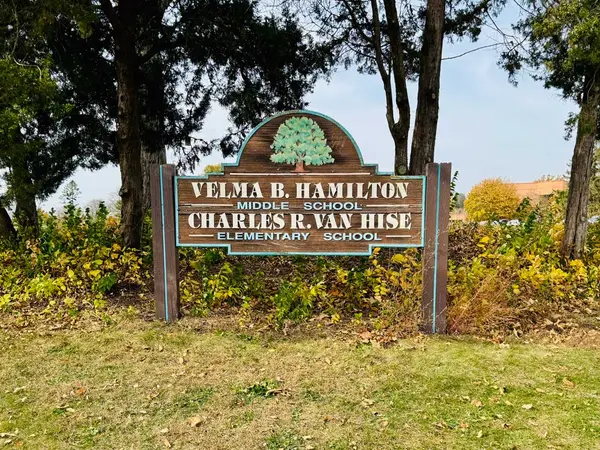 VELMA B. HAMILTON
MIDDLE SCHOOL
CHARLES R. VAN HISE
ELEMENTARY SCHOOL